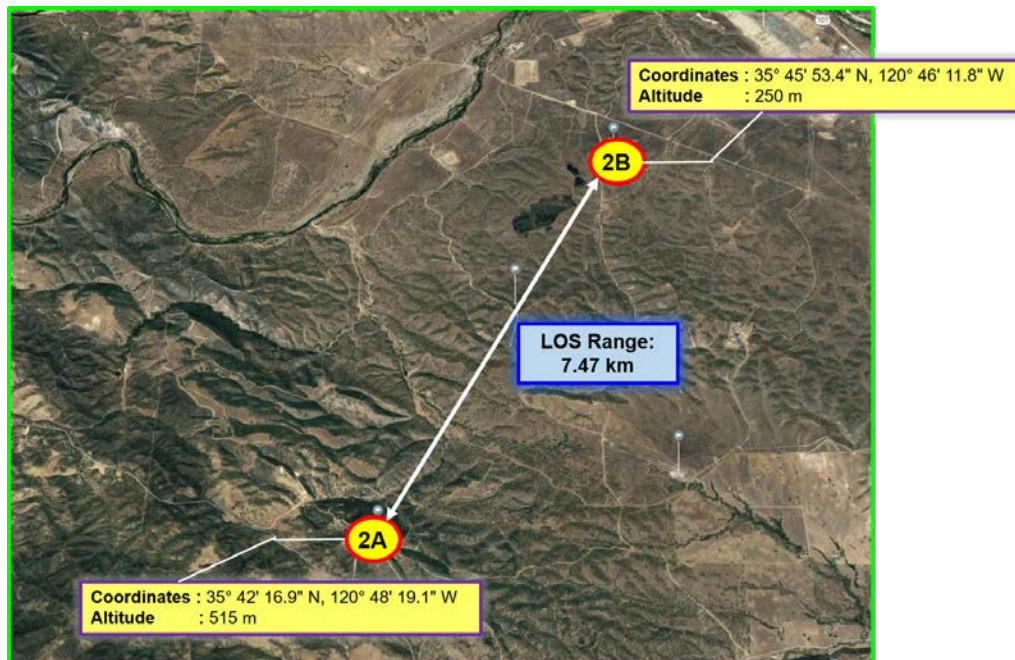 101
Coordinates : 35° 45' 53.4" N, 120° 46' 11.8" W
Altitude : 250 m
2B
LOS Range:
7.47 km
2A
Coordinates : 35° 42' 16.9" N, 120° 48' 19.1" W
Altitude : 515 m